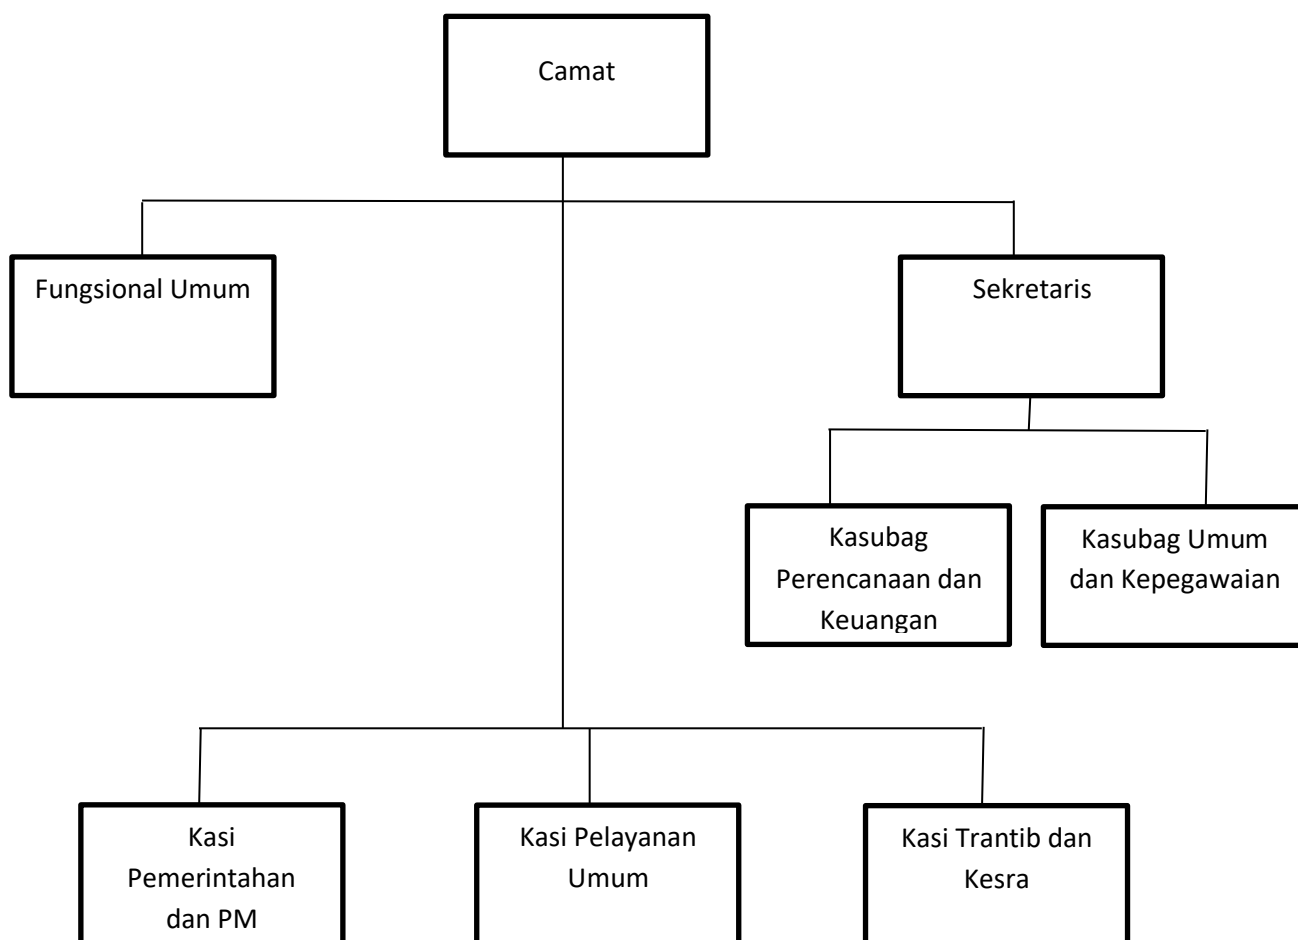 Camat
Fungsional Umum
Sekretaris
Kasubag
Perencanaan dan
Keuangan
Kasubag Umum
dan Kepegawaian
Kasi
Pemerintahan
dan PM
Kasi Pelayanan
Umum
Kasi Trantib dan
Kesra